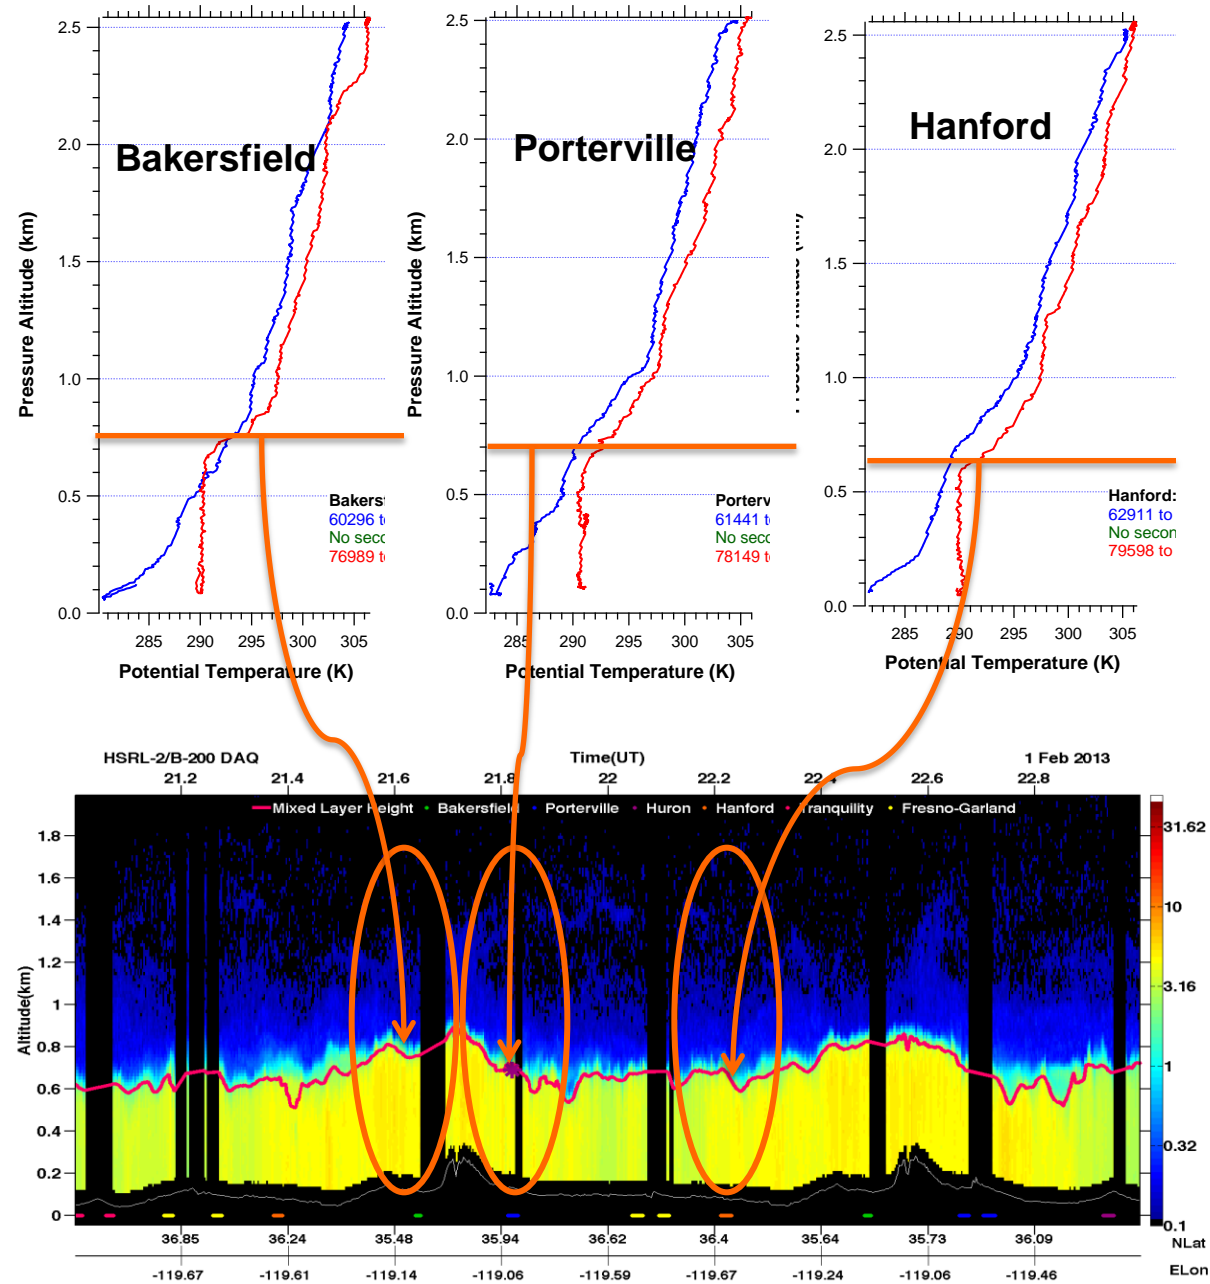 2.5
2.0
1.5
1.0
0.5
0.0
Pressure Altitude (km)
Bakersfield
60296 t
No sec
76989 t
285 290 295 300 305
Potential Temperature (K)
2.5
2.0
1.5
1.0
0.5
0.0
Pressure Altitude (km)
Porterville
Porterv
61441 t
No seco
78149 t
285 290 295 300 305
Potential Temperature (K)
2.5
2.0
1.5
1.0
0.5
0.0
Hanford
Hanford:
62911 to
No secon
79598 to
285 290 295 300 305
Potential Temperature (K)
HSRL-2/B-200 DAQ Time(UT) 1 Feb 2013
21.2 21.4 21.6 21.8 22 22.2 22.4 22.6 22.8
Mixed Layer Height Bakersfield Porterville Huron Hanford Tranquility Fresno-Garland
1.8
1.6
1.4
1.2
1
0.8
0.6
0.4
0.2
0
Altitude(km)
31.62
10
3.16
1
0.32
0.1
36.85 36.24 35.48 35.94 36.62 36.4 35.64 35.73 36.09 NLat
-119.67 -119.61 -119.14 -119.06 -119.59 -119.67 -119.24 -119.06 -119.46 ELon